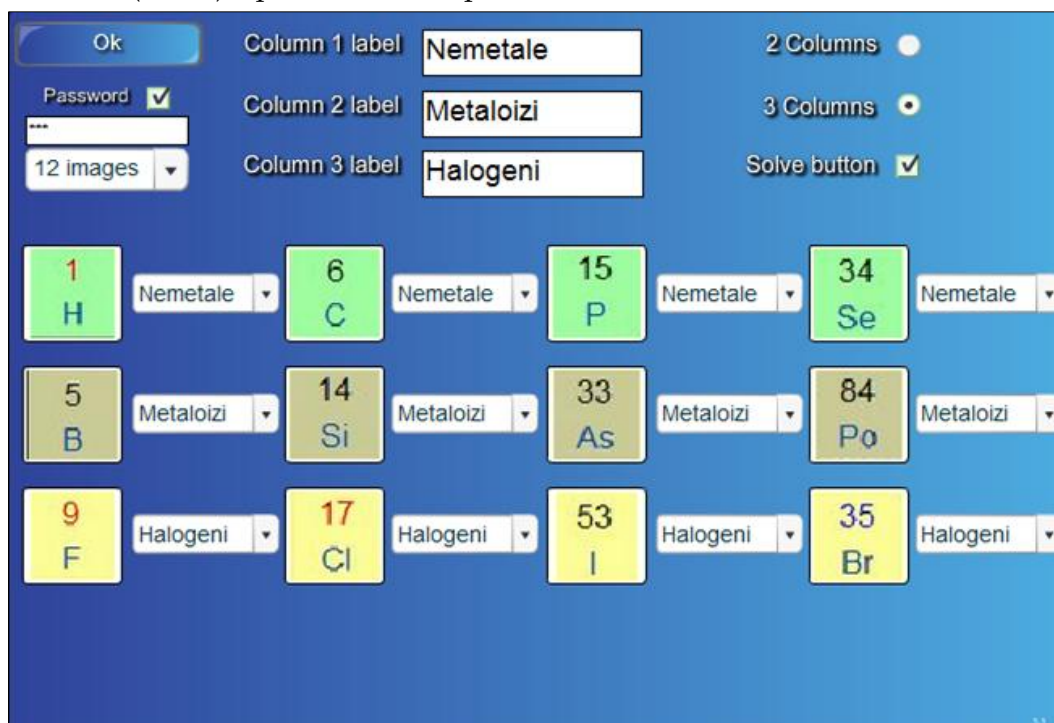 Ok
Column 1 label Nemetale 2 Columns
Password
Column 2 label Metaloizi 3 Columns
***
12 images Column 3 label Halogeni Solve button
1 6 15 34
H Nemetale C Nemetale P Nemetale Se Nemetale
5 14 33 84
B Metaloizi Si Metaloizi As Metaloizi Po Metaloizi
9 17 53 35
F Halogeni Cl Halogeni I Halogeni Br Halogeni